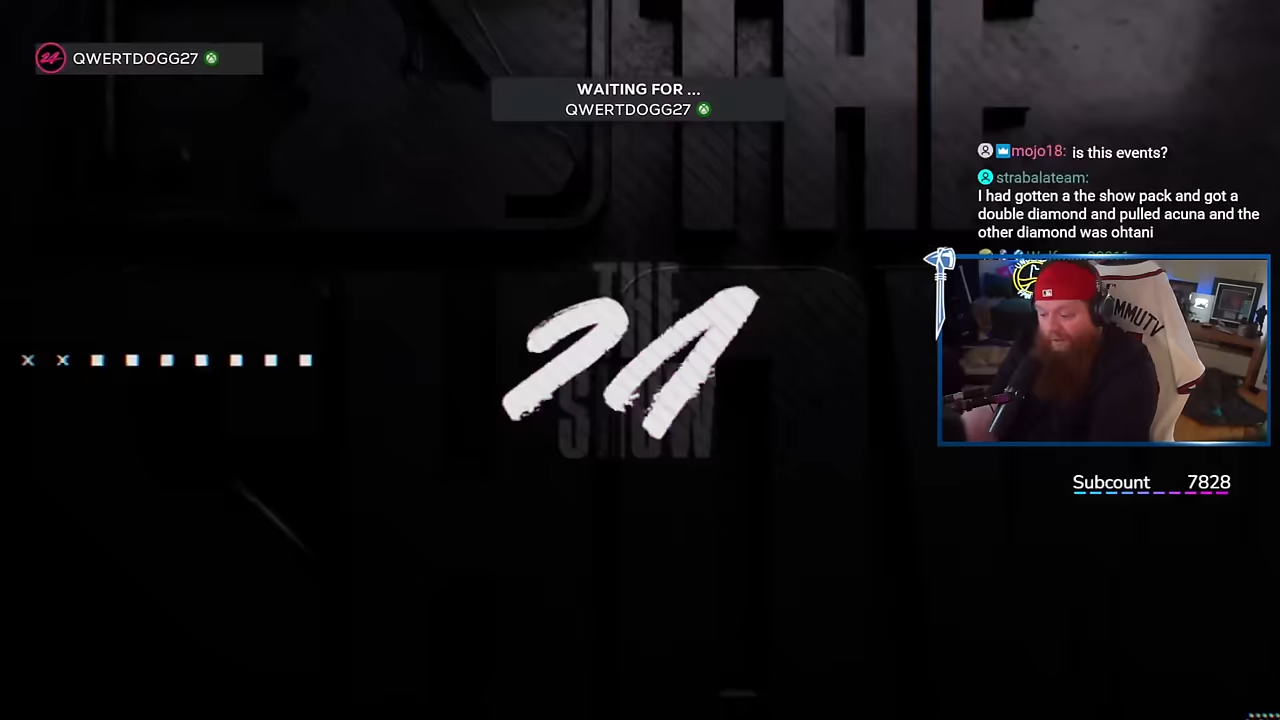 QWERTDOGG27
WAITING FOR ...
QWERTDOGG27
mojo18: is this events?
strabalateam:
I had gotten a the show pack and got a
double diamond and pulled acuna and the
other diamond was ohtani
THE
24
SHOW
MMUTV
Subcount 7828